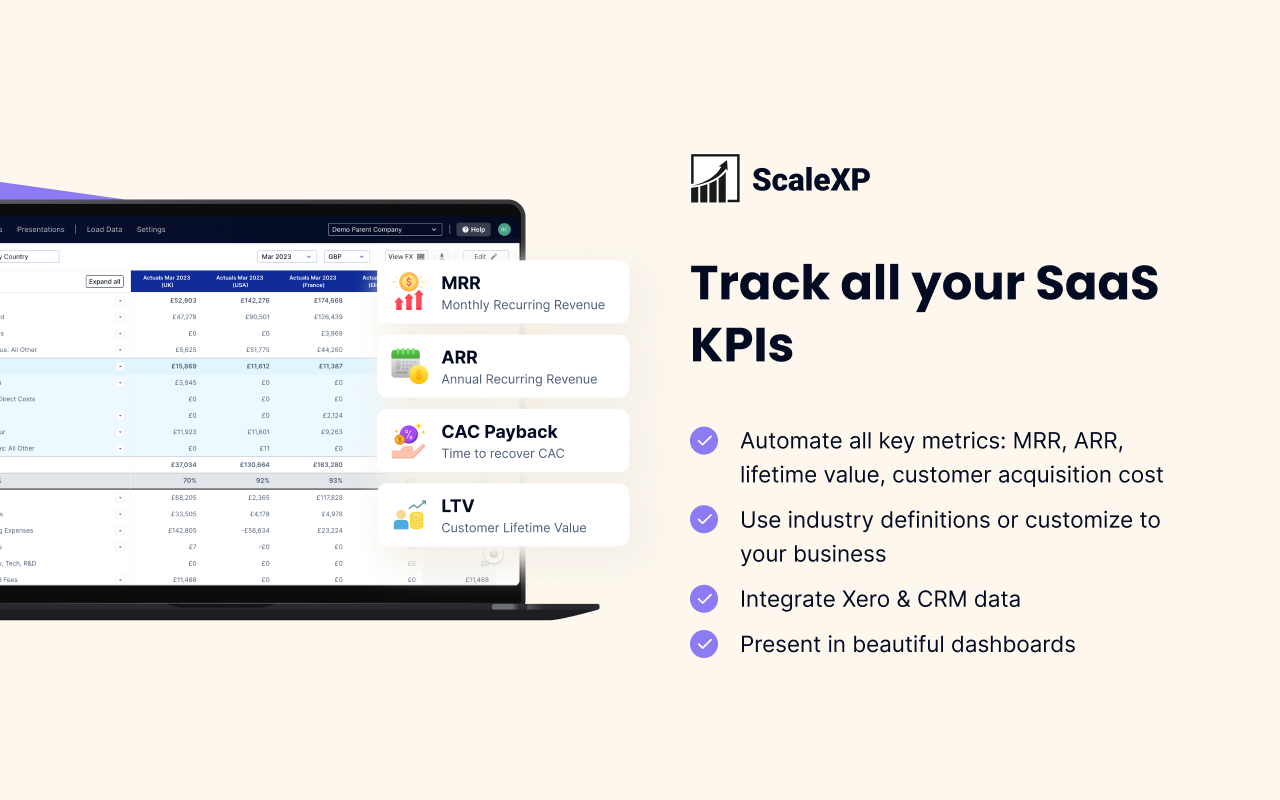 ScaleXP
Track all your SaaS
KPIs
Automate all key metrics: MRR, ARR,
lifetime value, customer acquisition cost
Use industry definitions or customize to
your business
Integrate Xero & CRM data
Present in beautiful dashboards
Presentations | Load Data Settings
Demo Parent Company
Help
Country
Mar 2023
GBP
View FX
Edit
Expand all
Actuals Mar 2023 (UK)
Actuals Mar 2023 (USA)
Actuals Mar 2023 (France)
£52,903 £142,276 £174,668
£47,278 £90,501 £126,439
£0 £0 £3,969
All Other £5,625 £51,775 £44,260
£15,869 £11,612 £11,387
£3,945 £0 £0
Direct Costs £0 £0 £0
£0 £0 £2,124
£11,923 £11,601 £9,263
All Other £0 £11 £0
£37,034 £130,664 £163,280
70% 92% 93%
£68,205 £2,365 £117,828
£33,505 £4,178 £4,978
Expenses £142,805 -£58,634 £23,224
£7 -£0 £0
Tech, R&D £0 £0 £0 £0 £0
Fees £11,468 £0 £0 £0 £11,468
MRR
Monthly Recurring Revenue
ARR
Annual Recurring Revenue
CAC Payback
Time to recover CAC
LTV
Customer Lifetime Value